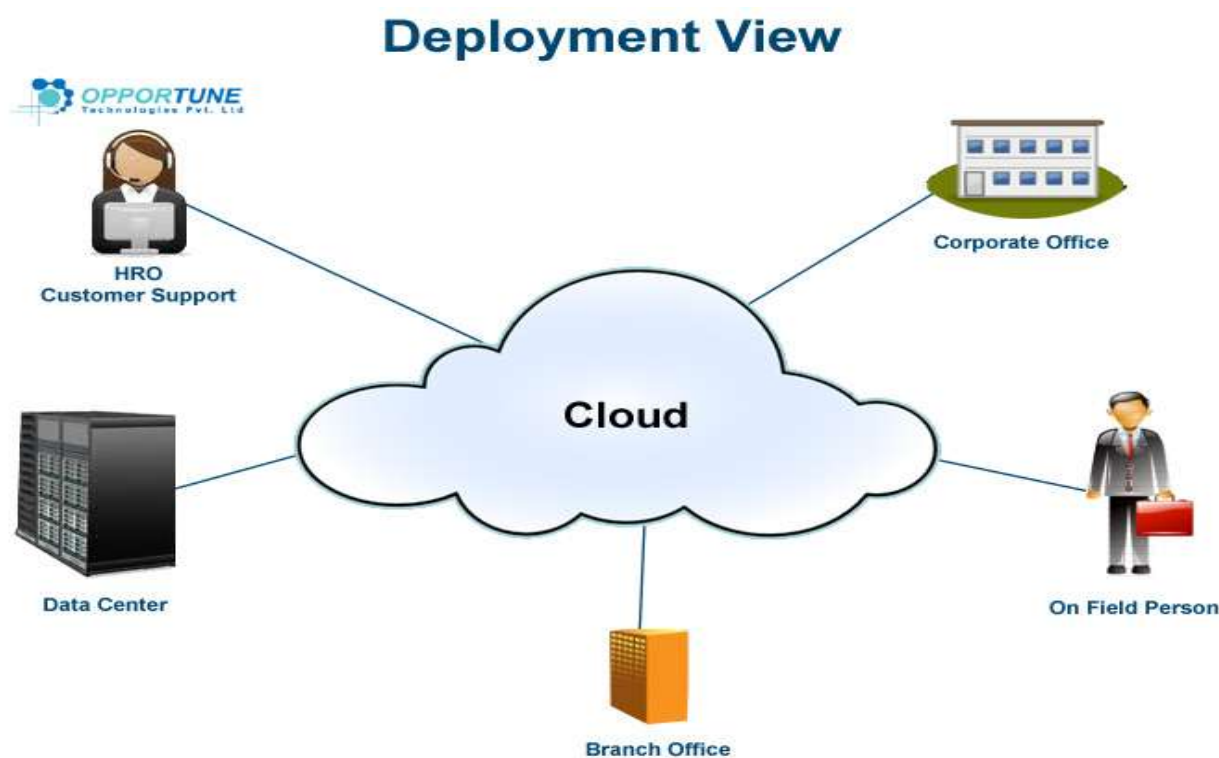 Deployment View
OPPORTUNE
Technologies Pvt. Ltd
HRO
Customer Support
Corporate Office
Cloud
Data Center
On Field Person
Branch Office